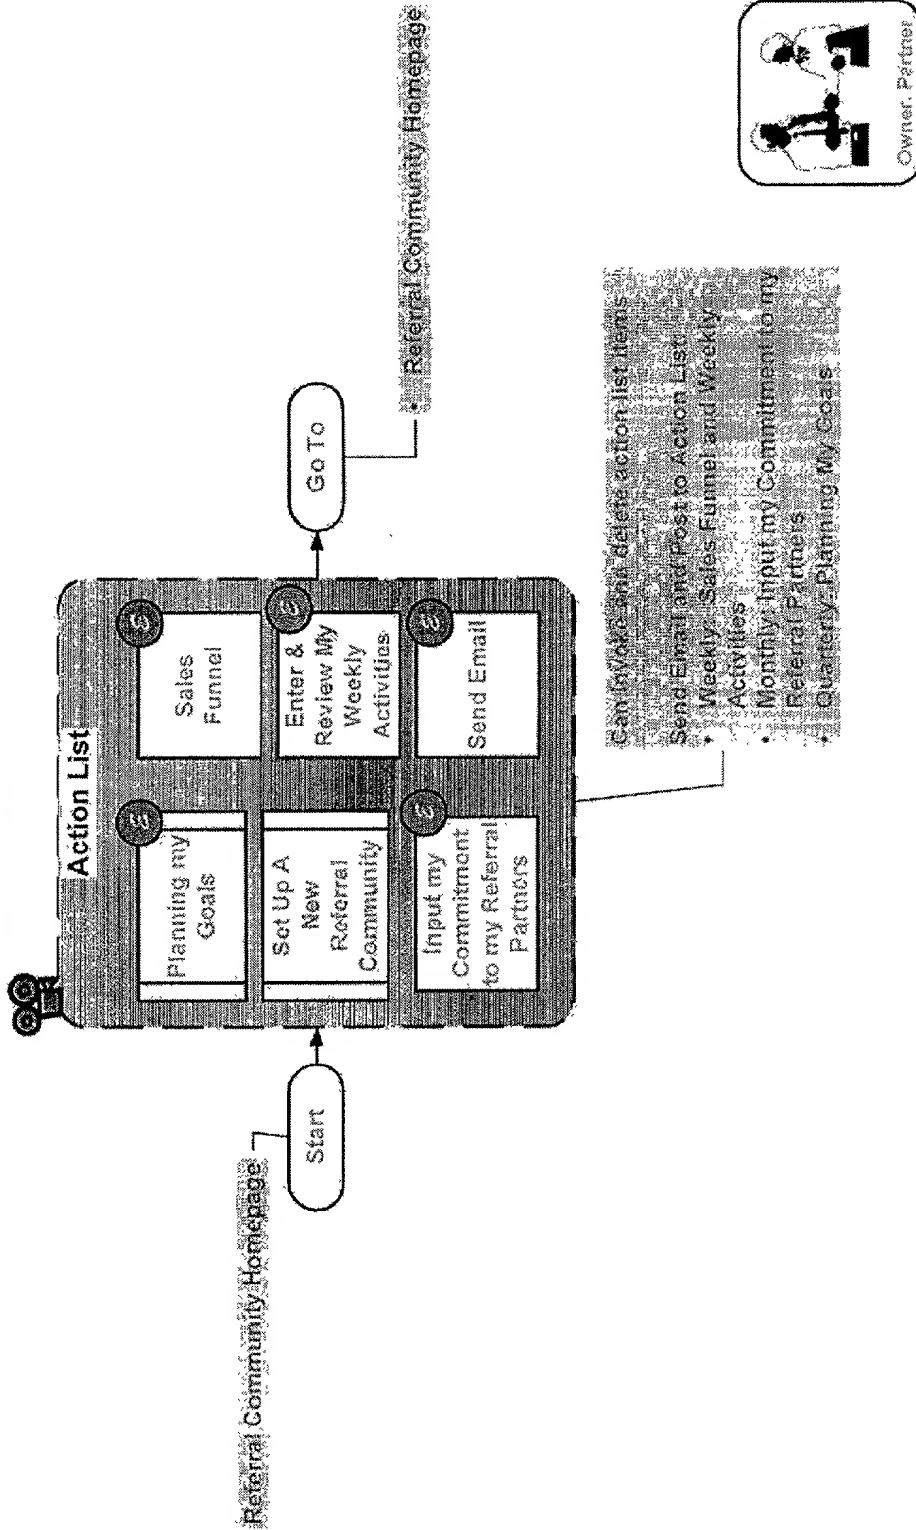 Action List
Referral Community Homepage
Start
Planning my
Goals
Set Up A
New
Referral
Community
Input my
Commitment
to my Referral
Partners
Sales
Funnel
Enter &
Review My
Weekly
Activities
Send Email
Go To
• Referral Community Homepage
Can invoke and delete action list items
Send Email and Post to Action List:
• Weekly: Sales Funnel and Weekly
Activities
• Monthly Input my Commitment to my
Referral Partners
• Quarterly: Planning My Goals
Owner, Partner